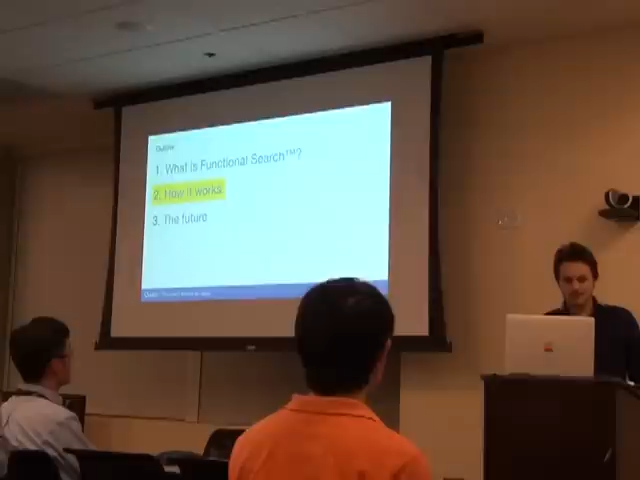 Outline
1. What is Functional Search™?
2. How it works
3. The future